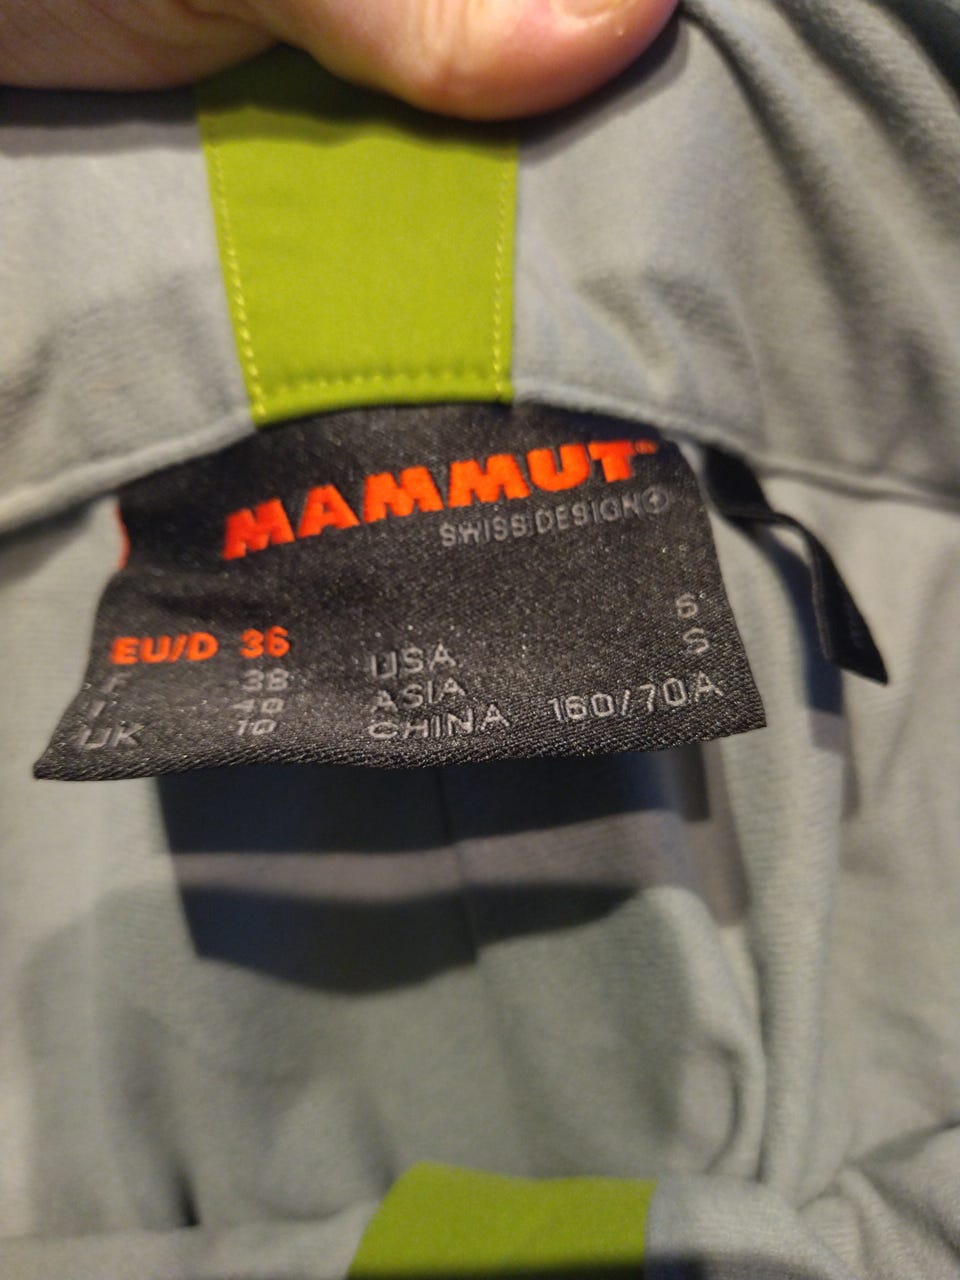 MAMMUT
SWISS DESIGN
EU/D 36 USA 6
F 38 ASIA S
I 40 CHINA 160/70A
UK 10